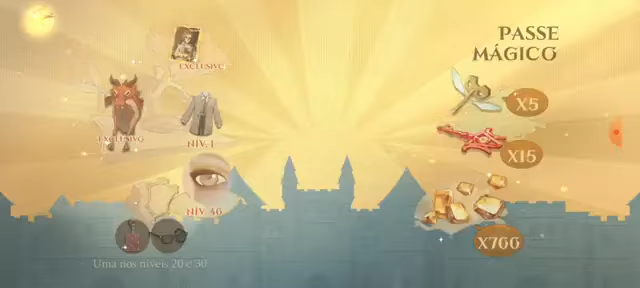 EXCLUSIVO
PASSE
MÁGICO
EXCLUSIVO
X5
NÍV. 1
X15
NÍV. 40
X700
Uma nos níveis 20 e 30